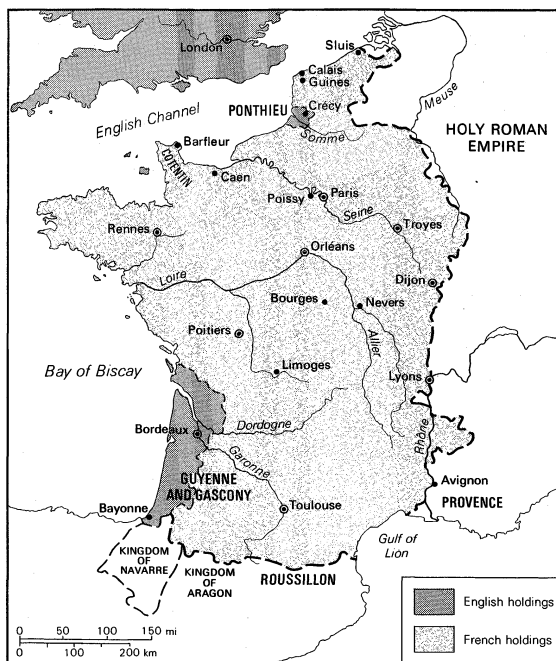 London
Sluis
Calais
Guines
PONTHIEU
Crécy
Meuse
English Channel
Somme
HOLY ROMAN
EMPIRE
Barfleur
COTENTIN
Caen
Poissy
Paris
Seine
Troyes
Rennes
Orléans
Loire
Dijon
Bourges
Nevers
Allier
Poitiers
Limoges
Bay of Biscay
Lyons
Dordogne
Bordeaux
Garonne
Rhône
GUYENNE
AND GASCONY
Avignon
Toulouse
PROVENCE
Bayonne
Gulf of
Lion
KINGDOM
OF
NAVARRE
KINGDOM
OF
ARAGON
ROUSSILLON
English holdings
French holdings
0 50 100 150 mi
0 100 200 km